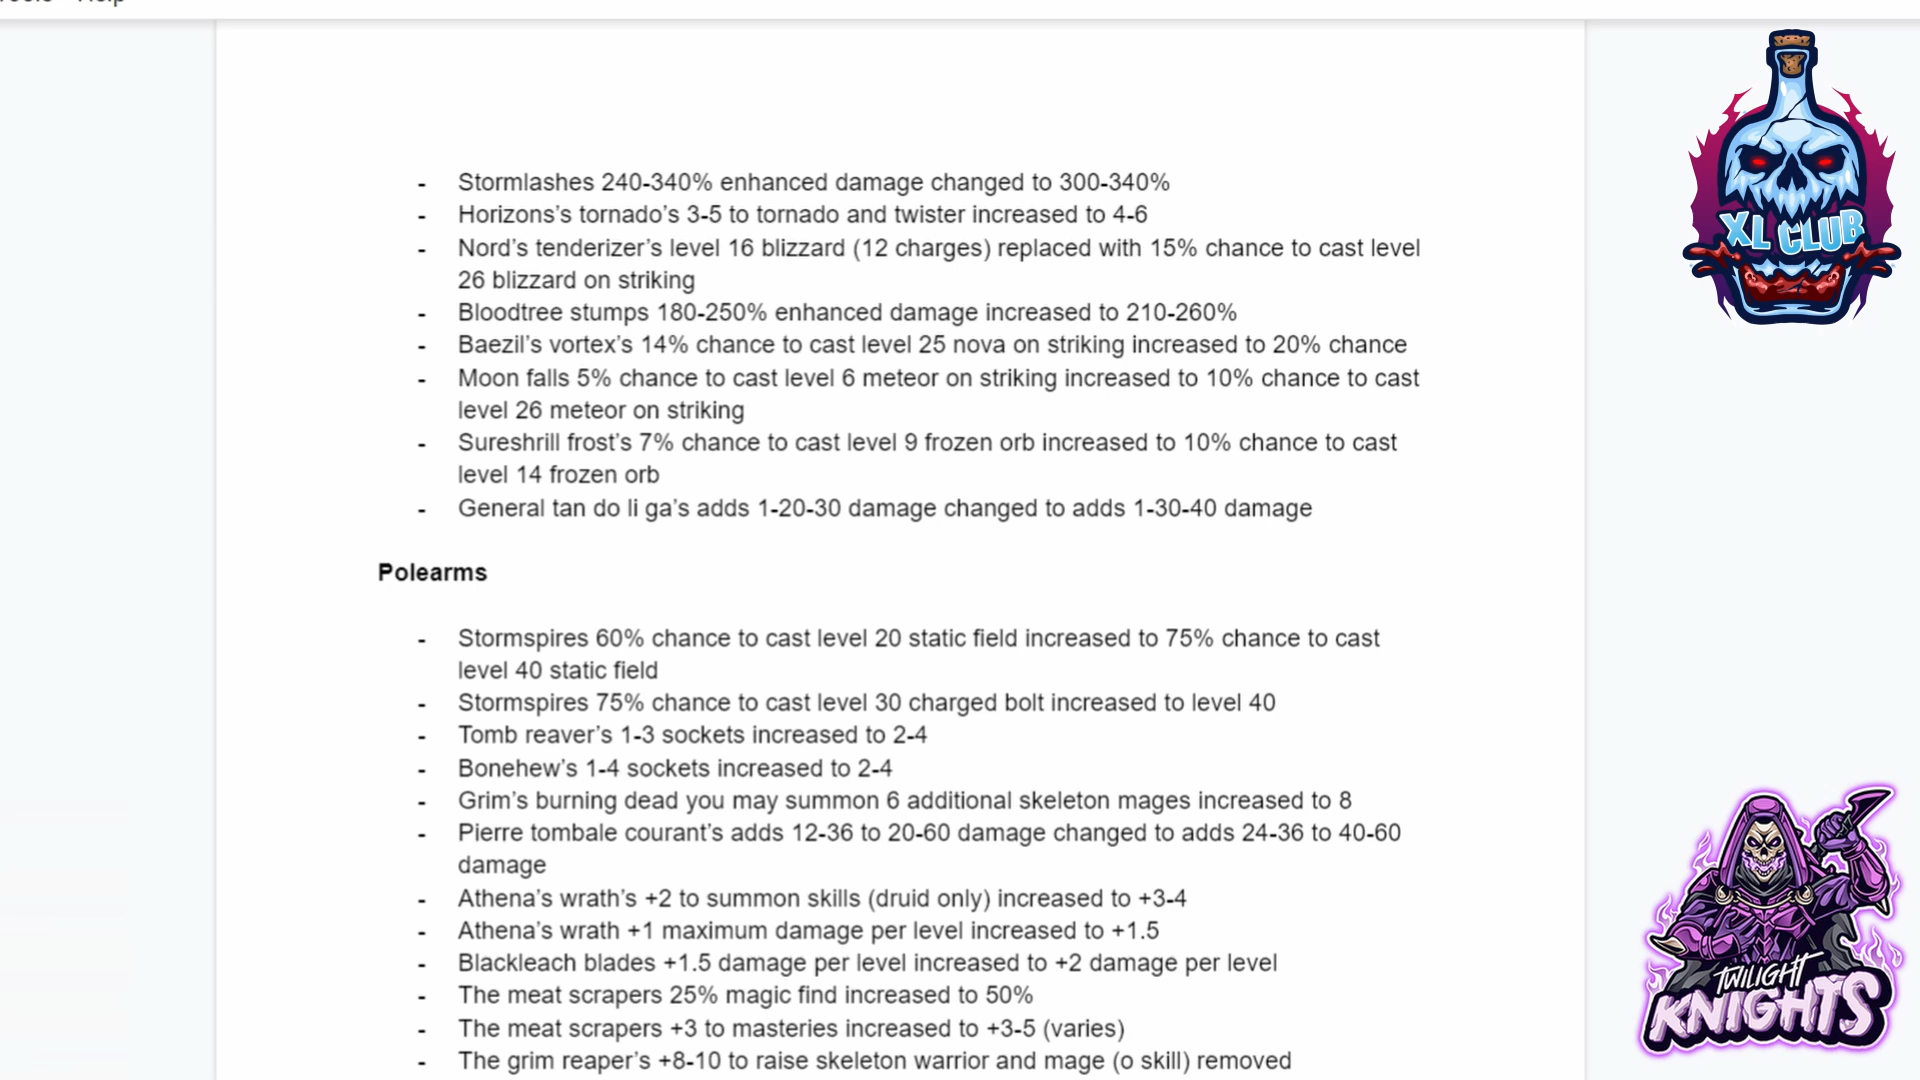 Help
- Stormlashes 240-340% enhanced damage changed to 300-340%
- Horizons's tornado's 3-5 to tornado and twister increased to 4-6
- Nord's tenderizer's level 16 blizzard (12 charges) replaced with 15% chance to cast level
26 blizzard on striking
- Bloodtree stumps 180-250% enhanced damage increased to 210-260%
- Baezil's vortex's 14% chance to cast level 25 nova on striking increased to 20% chance
- Moon falls 5% chance to cast level 6 meteor on striking increased to 10% chance to cast
level 26 meteor on striking
- Sureshrill frost's 7% chance to cast level 9 frozen orb increased to 10% chance to cast
level 14 frozen orb
- General tan do li ga's adds 1-20-30 damage changed to adds 1-30-40 damage
Polearms
- Stormspires 60% chance to cast level 20 static field increased to 75% chance to cast
level 40 static field
- Stormspires 75% chance to cast level 30 charged bolt increased to level 40
- Tomb reaver's 1-3 sockets increased to 2-4
- Bonehew's 1-4 sockets increased to 2-4
- Grim's burning dead you may summon 6 additional skeleton mages increased to 8
- Pierre tombale courant's adds 12-36 to 20-60 damage changed to adds 24-36 to 40-60
damage
- Athena's wrath's +2 to summon skills (druid only) increased to +3-4
- Athena's wrath +1 maximum damage per level increased to +1.5
- Blackleach blades +1.5 damage per level increased to +2 damage per level
- The meat scrapers 25% magic find increased to 50%
- The meat scrapers +3 to masteries increased to +3-5 (varies)
- The grim reaper's +8-10 to raise skeleton warrior and mage (o skill) removed
XL CLUB
TWILIGHT
KNIGHTS